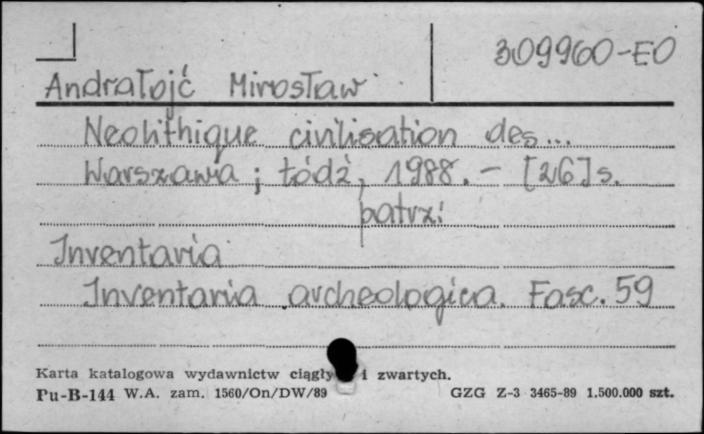 309960-EO
Andrałojć Mirosław
Neolithique civilisation des...
Warszawa ; Łódź, 1988. – [26] s.
patrz:
Inventaria
Inventaria archeologica. Fasc. 59
Karta katalogowa wydawnictw ciągły i zwartych.
Pu-B-144 W.A. zam. 1560/On/DW/89 GZG Z-3 3465-89 1.500.000 szt.